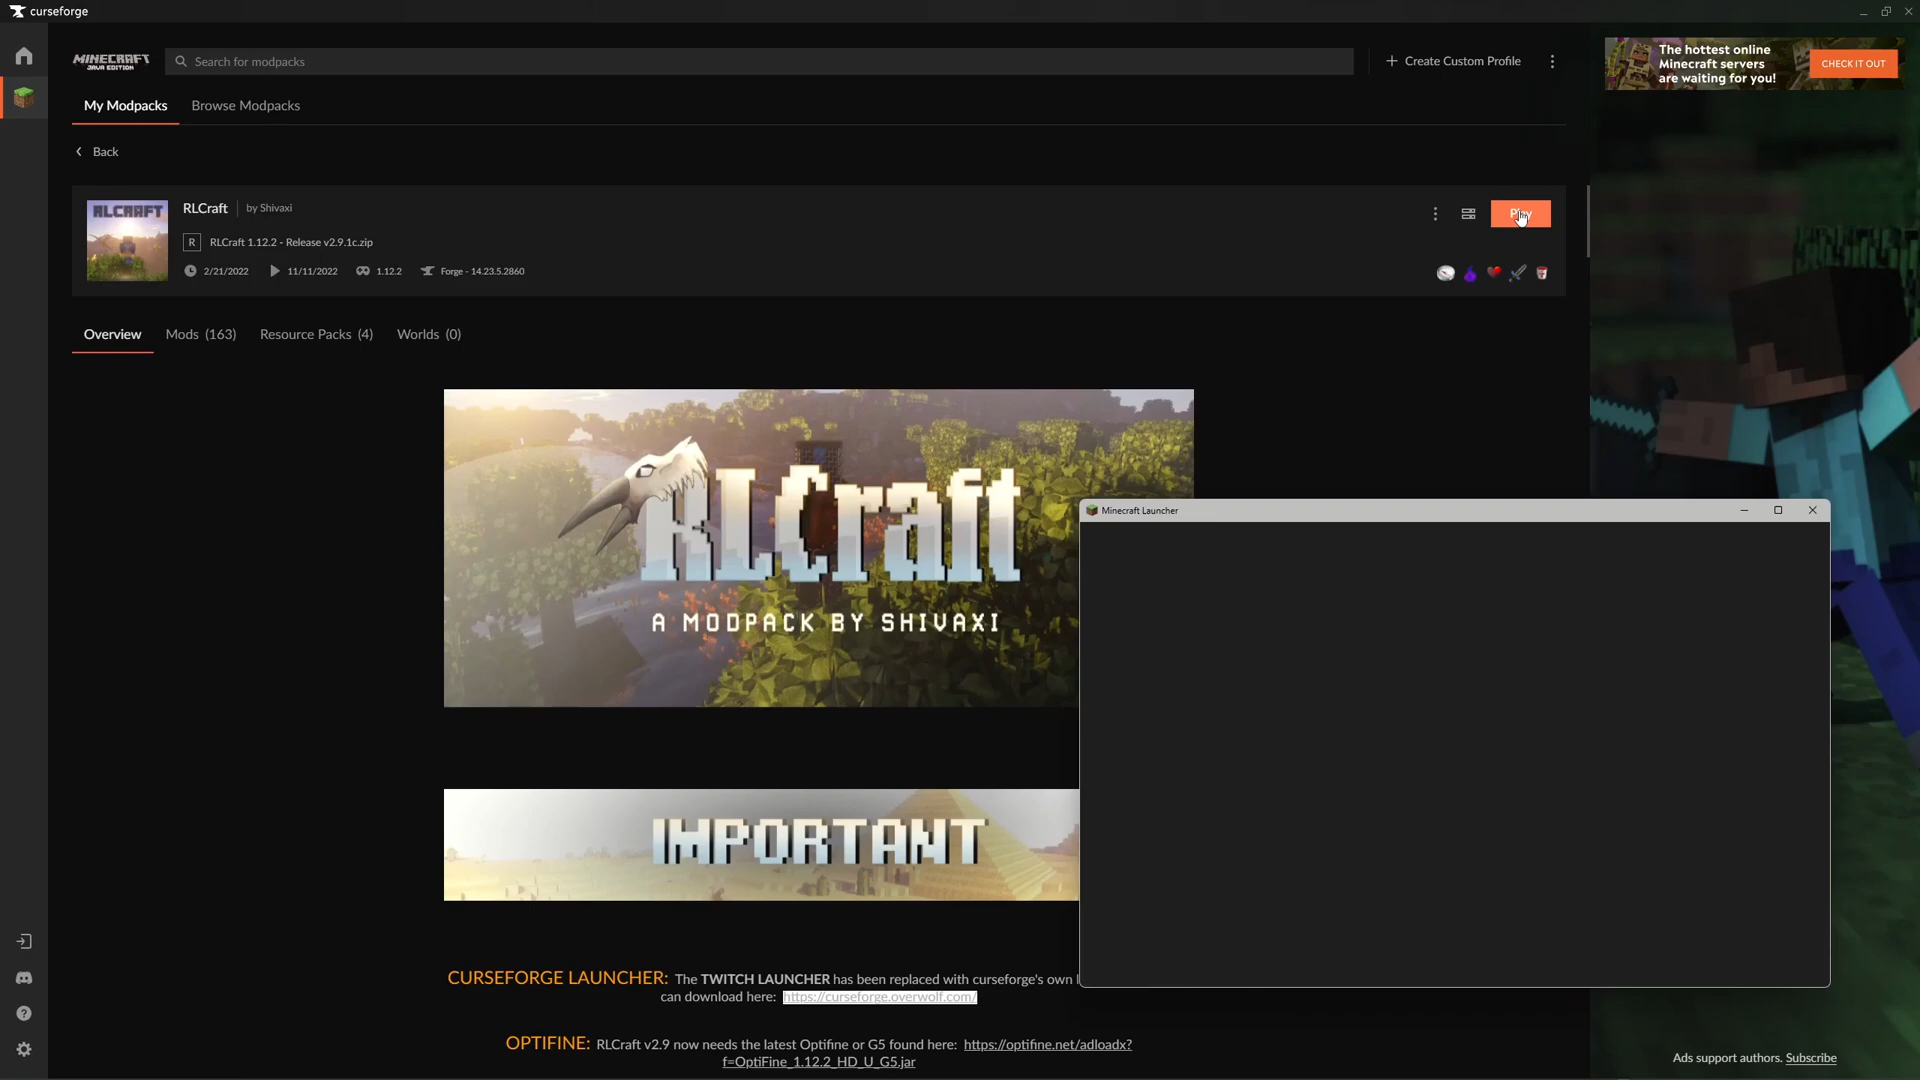 curseforge
MINECRAFT
JAVA EDITION
Search for modpacks
Create Custom Profile
The hottest online
Minecraft servers
are waiting for you!
CHECK IT OUT
My Modpacks
Browse Modpacks
Back
RLCRAFT
RLCraft
by Shivaxi
Play
R
RLCraft 1.12.2 - Release v2.9.1c.zip
2/21/2022
11/11/2022
1.12.2
Forge - 14.23.5.2860
Overview
Mods (163)
Resource Packs (4)
Worlds (0)
RLCraft
A MODPACK BY SHIVAXI
Minecraft Launcher
IMPORTANT
CURSEFORGE LAUNCHER: The TWITCH LAUNCHER has been replaced with curseforge's own
can download here: https://curseforge.overwolf.com/
OPTIFINE: RLCraft v2.9 now needs the latest Optifine or G5 found here: https://optifine.net/adloadx?
f=OptiFine_1.12.2_HD_U_G5.jar
Ads support authors. Subscribe